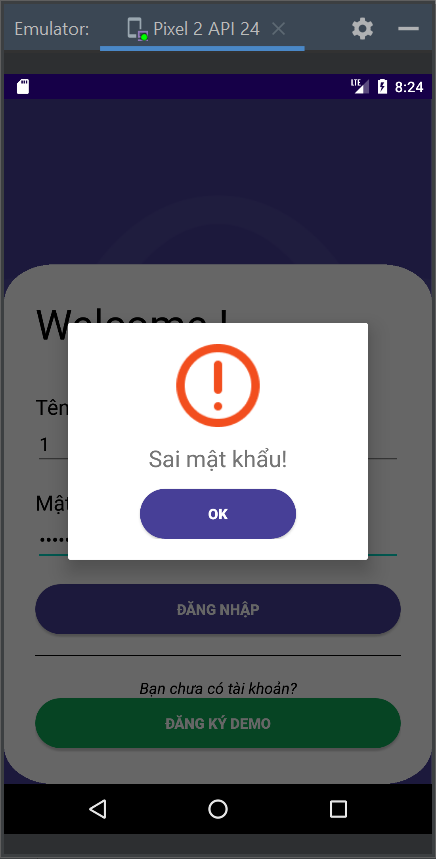 Emulator: Pixel 2 API 24
LTE 8:24
Welcome !
Tên
1
Sai mật khẩu!
Mật
OK
ĐĂNG NHẬP
Bạn chưa có tài khoản?
ĐĂNG KÝ DEMO